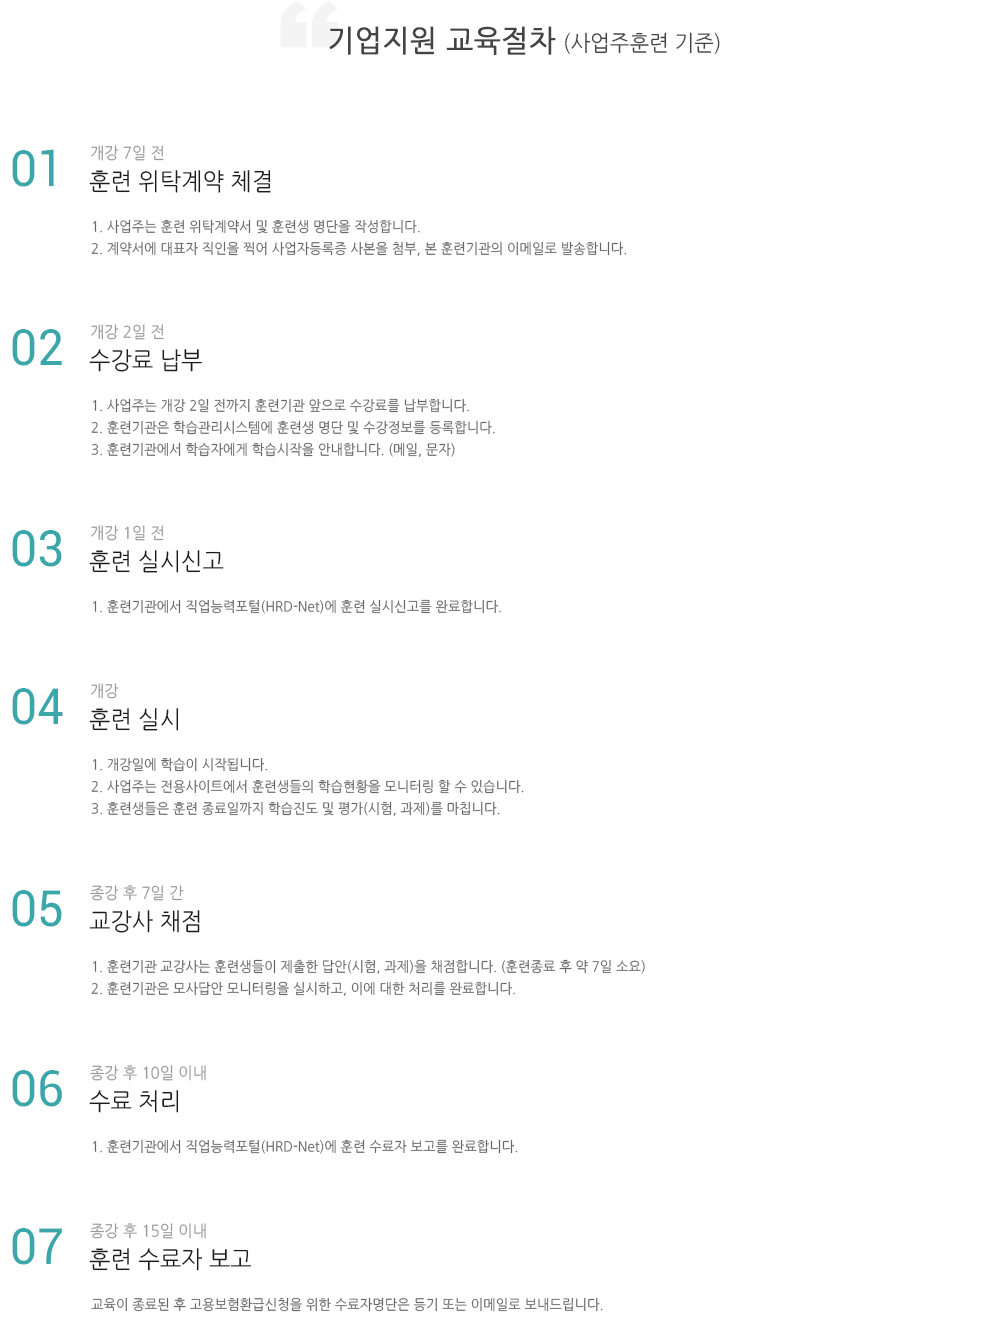 기업지원 교육절차 (사업주훈련 기준)
01
개강 7일 전
훈련 위탁계약 체결
1. 사업주는 훈련 위탁계약서 및 훈련생 명단을 작성합니다.
2. 계약서에 대표자 직인을 찍어 사업자등록증 사본을 첨부, 본 훈련기관의 이메일로 발송합니다.
02
개강 2일 전
수강료 납부
1. 사업주는 개강 2일 전까지 훈련기관 앞으로 수강료를 납부합니다.
2. 훈련기관은 학습관리시스템에 훈련생 명단 및 수강정보를 등록합니다.
3. 훈련기관에서 학습자에게 학습시작을 안내합니다. (메일, 문자)
03
개강 1일 전
훈련 실시신고
1. 훈련기관에서 직업능력포털(HRD-Net)에 훈련 실시신고를 완료합니다.
04
개강
훈련 실시
1. 개강일에 학습이 시작됩니다.
2. 사업주는 전용사이트에서 훈련생들의 학습현황을 모니터링 할 수 있습니다.
3. 훈련생들은 훈련 종료일까지 학습진도 및 평가(시험, 과제)를 마칩니다.
05
종강 후 7일 간
교강사 채점
1. 훈련기관 교강사는 훈련생들이 제출한 답안(시험, 과제)을 채점합니다. (훈련종료 후 약 7일 소요)
2. 훈련기관은 모사답안 모니터링을 실시하고, 이에 대한 처리를 완료합니다.
06
종강 후 10일 이내
수료 처리
1. 훈련기관에서 직업능력포털(HRD-Net)에 훈련 수료자 보고를 완료합니다.
07
종강 후 15일 이내
훈련 수료자 보고
교육이 종료된 후 고용보험환급신청을 위한 수료자명단은 등기 또는 이메일로 보내드립니다.